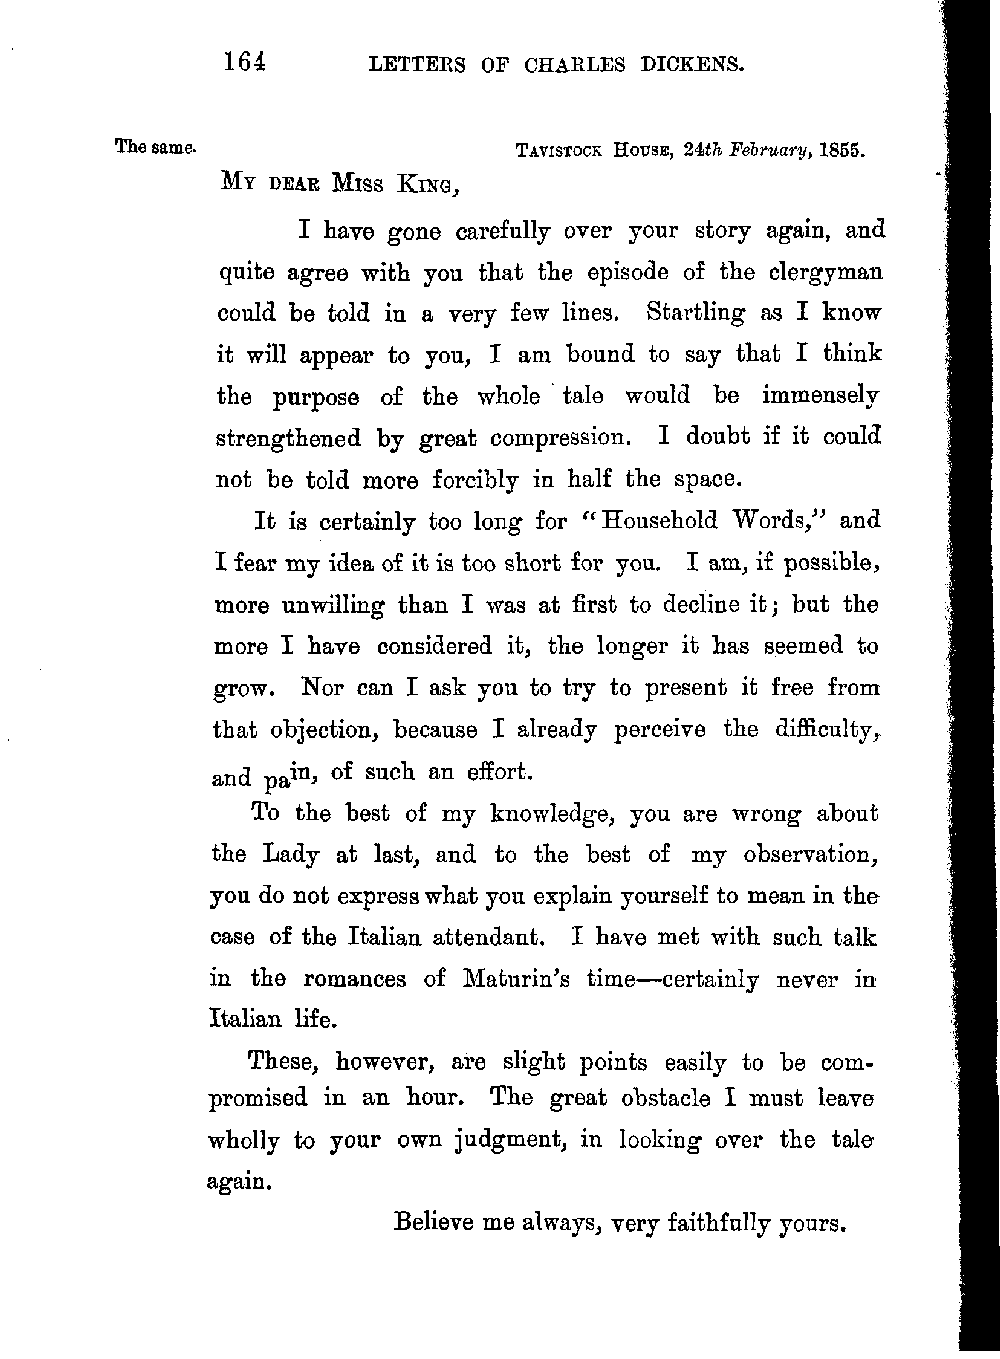 164 LETTERS OF CHARLES DICKENS.
The same. TAVISTOCK HOUSE, 24th February, 1855.
MY DEAR MISS KING,
I have gone carefully over your story again, and
quite agree with you that the episode of the clergyman
could be told in a very few lines. Startling as I know
it will appear to you, I am bound to say that I think
the purpose of the whole tale would be immensely
strengthened by great compression. I doubt if it could
not be told more forcibly in half the space.
It is certainly too long for “Household Words,” and
I fear my idea of it is too short for you. I am, if possible,
more unwilling than I was at first to decline it; but the
more I have considered it, the longer it has seemed to
grow. Nor can I ask you to try to present it free from
that objection, because I already perceive the difficulty,
and pain, of such an effort.
To the best of my knowledge, you are wrong about
the Lady at last, and to the best of my observation,
you do not express what you explain yourself to mean in the
case of the Italian attendant. I have met with such talk
in the romances of Maturin’s time—certainly never in
Italian life.
These, however, are slight points easily to be com-
promised in an hour. The great obstacle I must leave
wholly to your own judgment, in looking over the tale
again.
Believe me always, very faithfully yours.